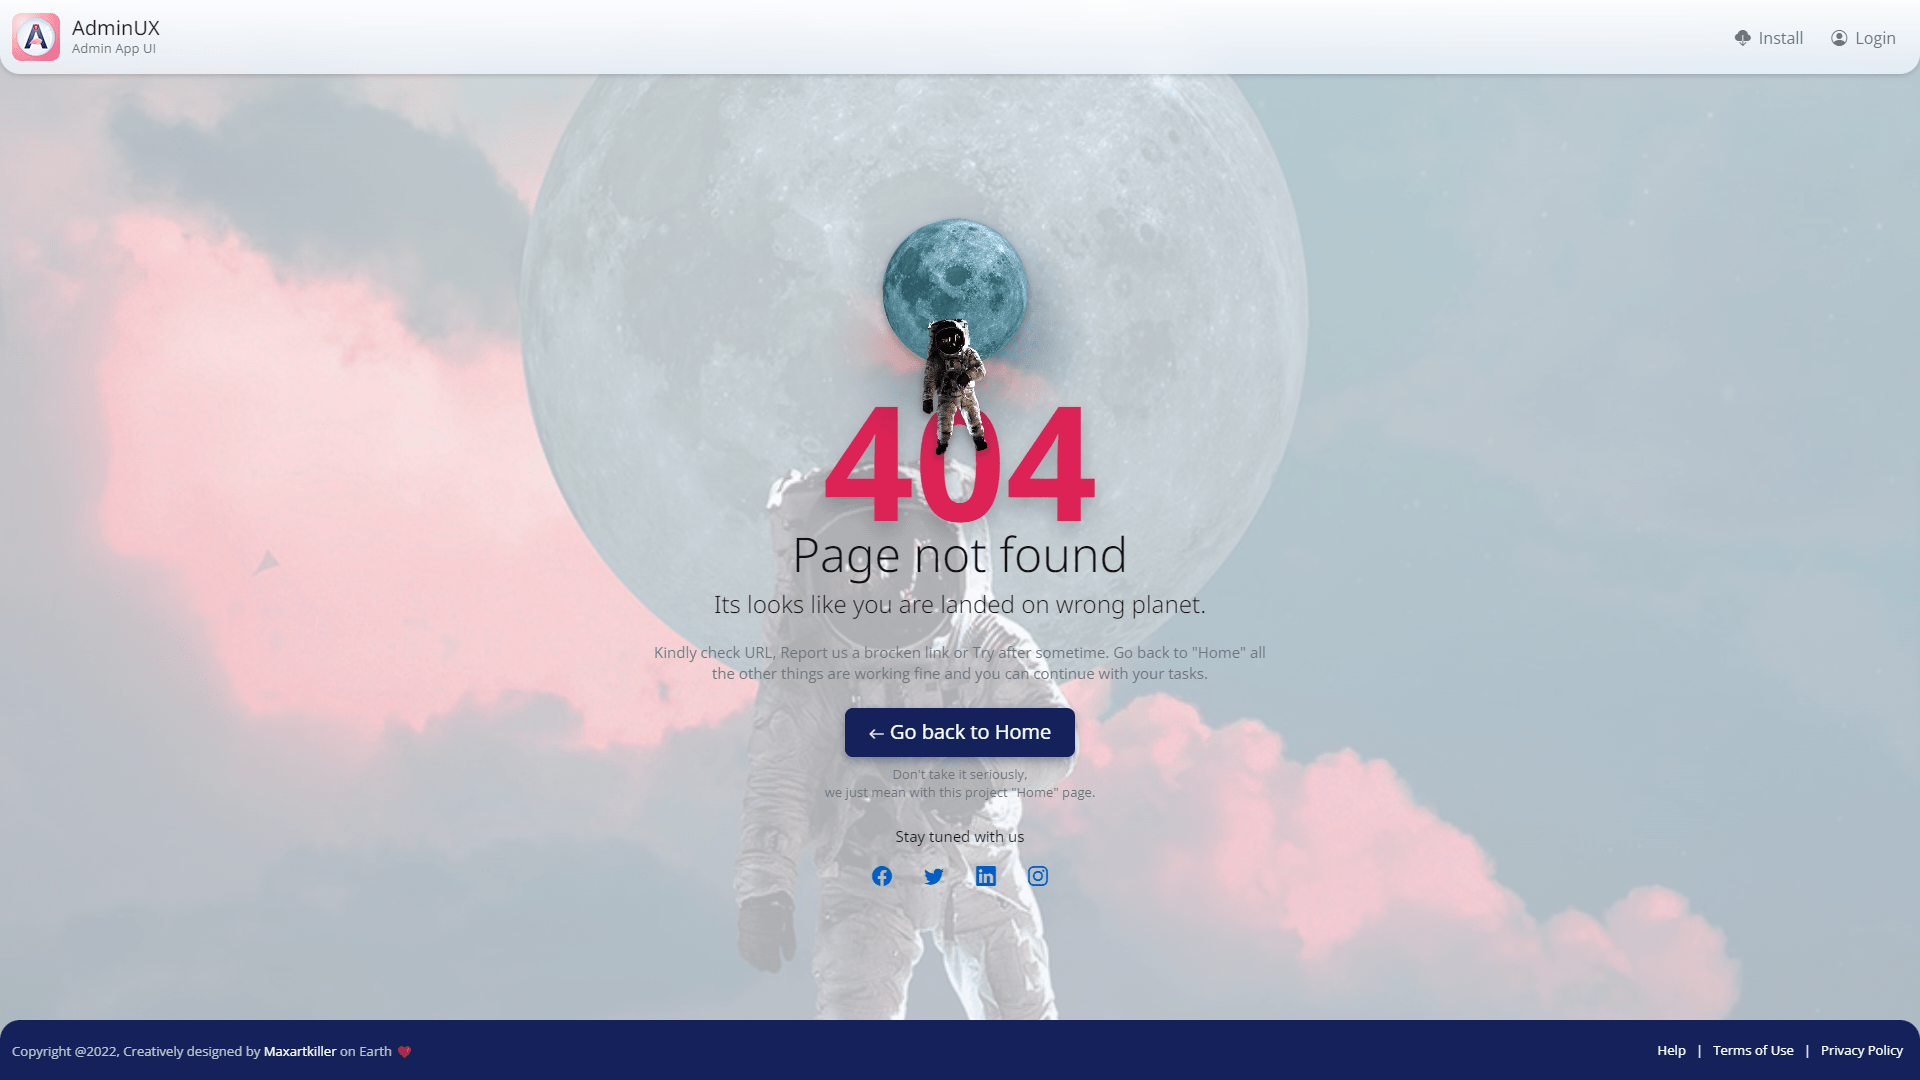 AdminUX
Admin App UI
Install
Login
404
Page not found
Its looks like you are landed on wrong planet.
Kindly check URL, Report us a brocken link or Try after sometime. Go back to "Home" all
the other things are working fine and you can continue with your tasks.
← Go back to Home
Don't take it seriously,
we just mean with this project "Home" page.
Stay tuned with us
Copyright @2022, Creatively designed by Maxartkiller on Earth
Help | Terms of Use | Privacy Policy